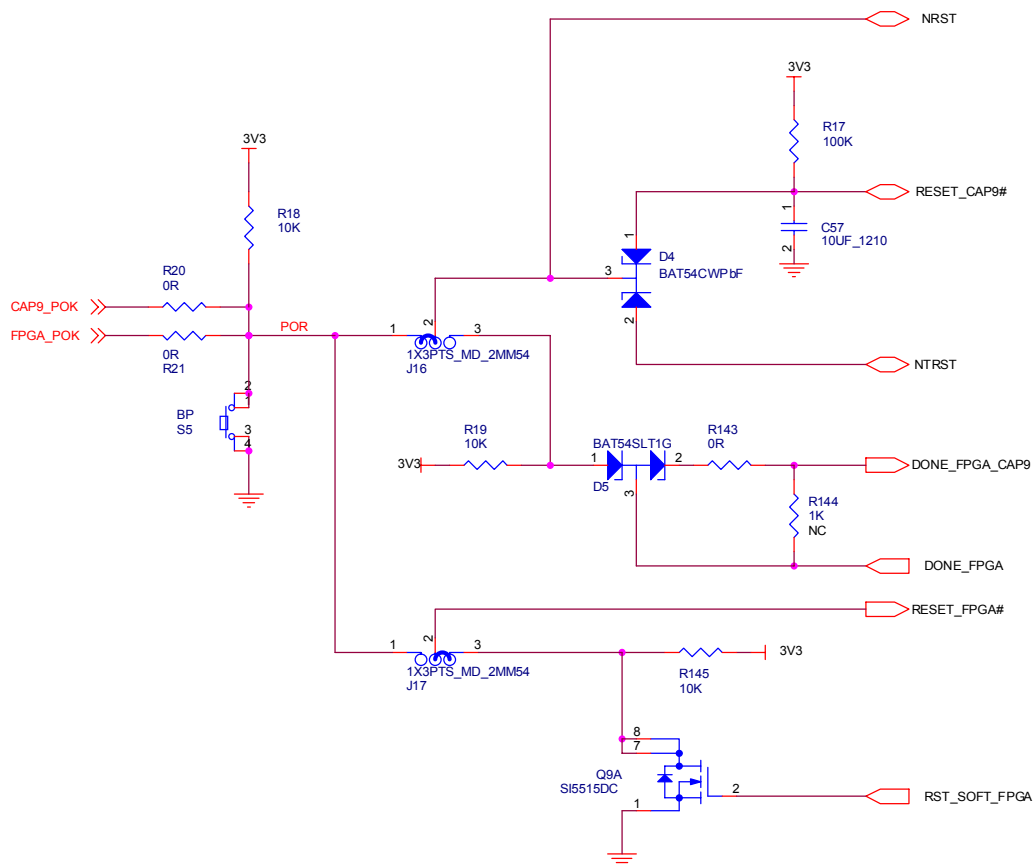 NRST
3V3
R17
100K
RESET_CAP9#
1
C57
10UF_1210
2
3V3
R18
10K
1
D4
3
BAT54CWPbF
2
R20
0R
CAP9_POK
FPGA_POK
0R
R21
POR
1
2
3
1X3PTS_MD_2MM54
J16
NTRST
2
1
BP
S5
3
4
R19
10K
3V3
BAT54SLT1G
1
2
D5
3
R143
0R
DONE_FPGA_CAP9
R144
1K
NC
DONE_FPGA
RESET_FPGA#
1
2
3
1X3PTS_MD_2MM54
J17
3V3
R145
10K
8
7
Q9A
SI5515DC
1
2
RST_SOFT_FPGA